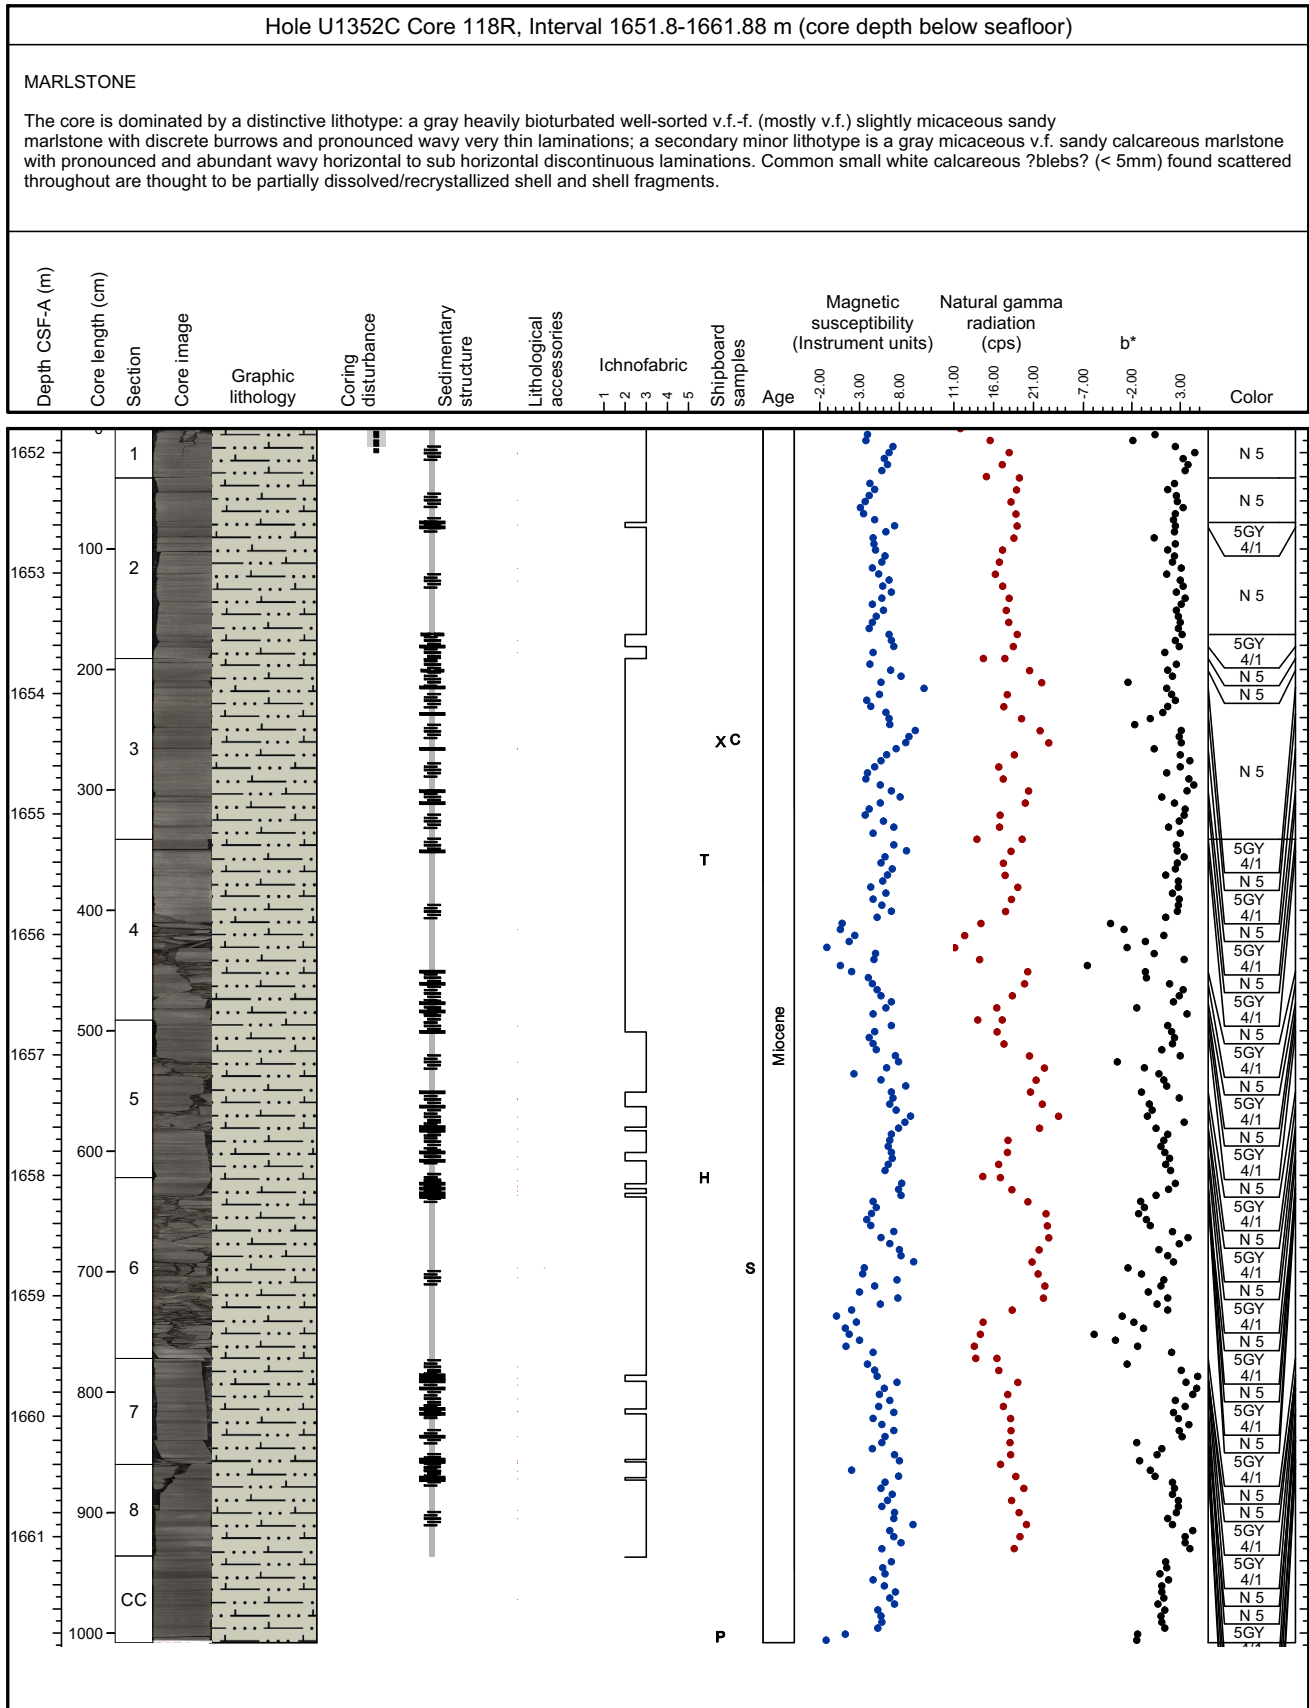 Hole U1352C Core 118R, Interval 1651.8-1661.88 m (core depth below seafloor)
MARLSTONE
The core is dominated by a distinctive lithotype: a gray heavily bioturbated well-sorted v.f.-f. (mostly v.f.) slightly micaceous sandy
marlstone with discrete burrows and pronounced wavy very thin laminations; a secondary minor lithotype is a gray micaceous v.f. sandy calcareous marlstone
with pronounced and abundant wavy horizontal to sub horizontal discontinuous laminations. Common small white calcareous ?blebs? (< 5mm) found scattered
throughout are thought to be partially dissolved/recrystallized shell and shell fragments.
Depth CSF-A (m)
Core length (cm)
Section
Core image
Graphic
lithology
Coring
disturbance
Sedimentary
structure
Lithological
accessories
Ichnofabric
1
2
3
4
5
Shipboard
samples
Age
Magnetic
susceptibility
(Instrument units)
-2.00
3.00
8.00
Natural gamma
radiation
(cps)
11.00
16.00
21.00
b*
-7.00
-2.00
3.00
Color
1652
1653
1654
1655
1656
1657
1658
1659
1660
1661
100
200
300
400
500
600
700
800
900
1000
1
2
3
4
5
6
7
8
CC
X C
T
H
S
P
Miocene
N 5
N 5
5GY
4/1
N 5
5GY
4/1
N 5
N 5
N 5
5GY
4/1
N 5
5GY
4/1
N 5
5GY
4/1
N 5
5GY
4/1
N 5
5GY
4/1
N 5
5GY
4/1
N 5
5GY
4/1
N 5
5GY
4/1
N 5
5GY
4/1
N 5
5GY
4/1
N 5
5GY
4/1
N 5
5GY
4/1
N 5
5GY
4/1
N 5
N 5
5GY
4/1
5GY
4/1
N 5
N 5
5GY